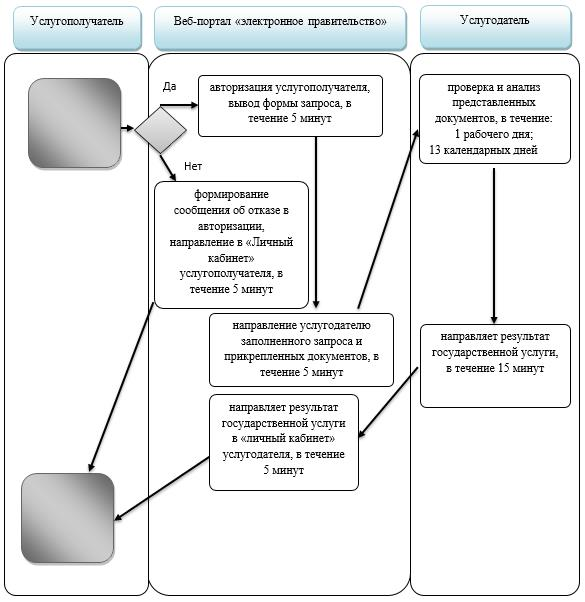 Услугополучатель
Веб-портал «электронное правительство»
Услугодатель
Да
авторизация услугополучателя,
вывод формы запроса, в
течение 5 минут
проверка и анализ
представленных
документов, в течение:
1 рабочего дня;
13 календарных дней
Нет
формирование
сообщения об отказе в
авторизации,
направление в «Личный
кабинет»
услугополучателя, в
течение 5 минут
направление услугодателю
заполненного запроса и
прикрепленных документов, в
течение 5 минут
направляет результат
государственной услуги,
в течение 15 минут
направляет результат
государственной услуги
в «личный кабинет»
услугодателя, в течение
5 минут